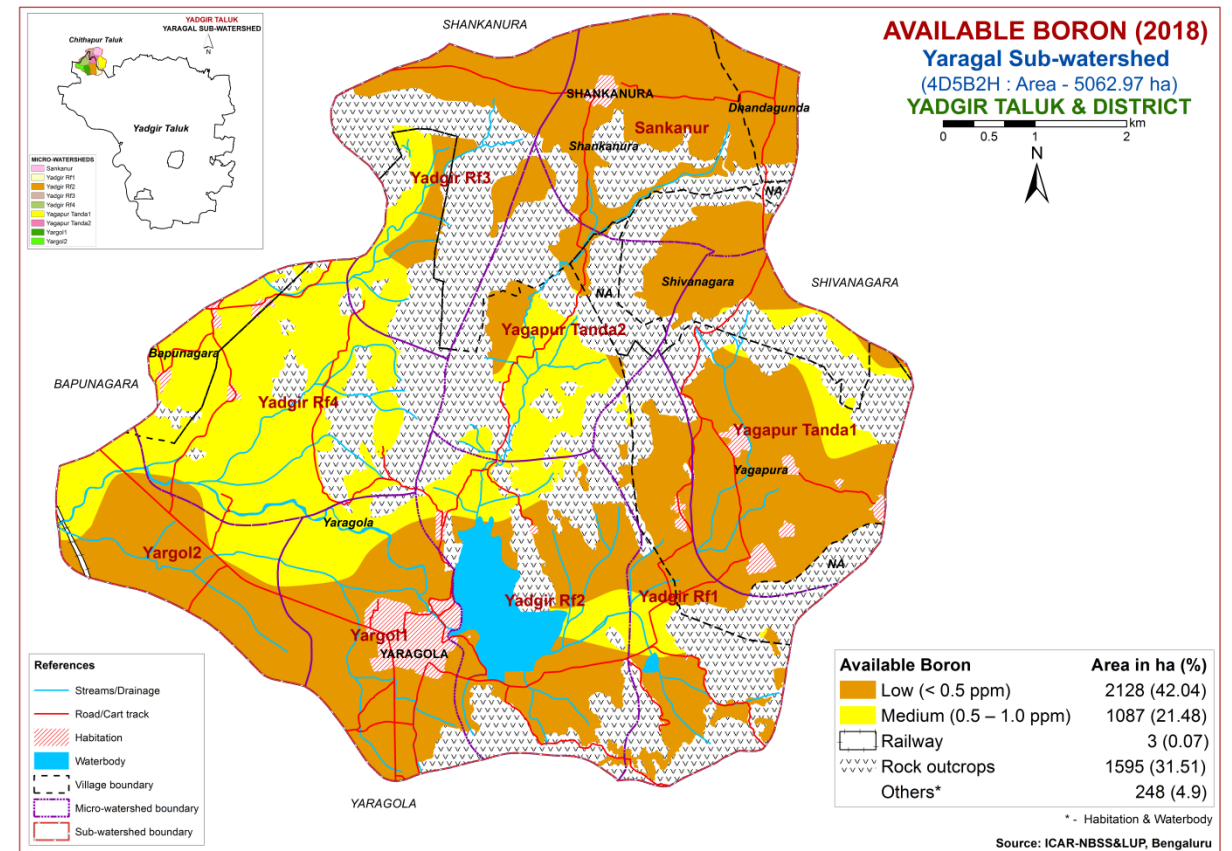 SHANKANURA
AVAILABLE BORON (2018)
Yaragal Sub-watershed
(4D5B2H : Area - 5062.97 ha)
YADGIR TALUK & DISTRICT
km
0 0.5 1 2
N
YADGIR TALUK
YARAGAL SUB-WATERSHED
Chithapur Taluk
N
Yadgir Taluk
MICRO-WATERSHEDS
Sankanur
Yadgir Rf1
Yadgir Rf2
Yadgir Rf3
Yadgir Rf4
Yagapur Tanda1
Yagapur Tanda2
Yargol1
Yargol2
SHANKANURA
Dhandagunda
Sankanur
Shankanura
Yadgir Rf3
NA
Shivanagara
SHIVANAGARA
NA
Yagapur Tanda2
Bapunagara
BAPUNAGARA
Yadgir Rf4
Yagapur Tanda1
Yagapura
Yaragola
Yargol2
NA
Yadgir Rf2
Yadgir Rf1
Yargol1
YARAGOLA
YARAGOLA
References
Streams/Drainage
Road/Cart track
Habitation
Waterbody
Village boundary
Micro-watershed boundary
Sub-watershed boundary
Available Boron Area in ha (%)
Low (< 0.5 ppm) 2128 (42.04)
Medium (0.5 – 1.0 ppm) 1087 (21.48)
Railway 3 (0.07)
Rock outcrops 1595 (31.51)
Others* 248 (4.9)
* - Habitation & Waterbody
Source: ICAR-NBSS&LUP, Bengaluru